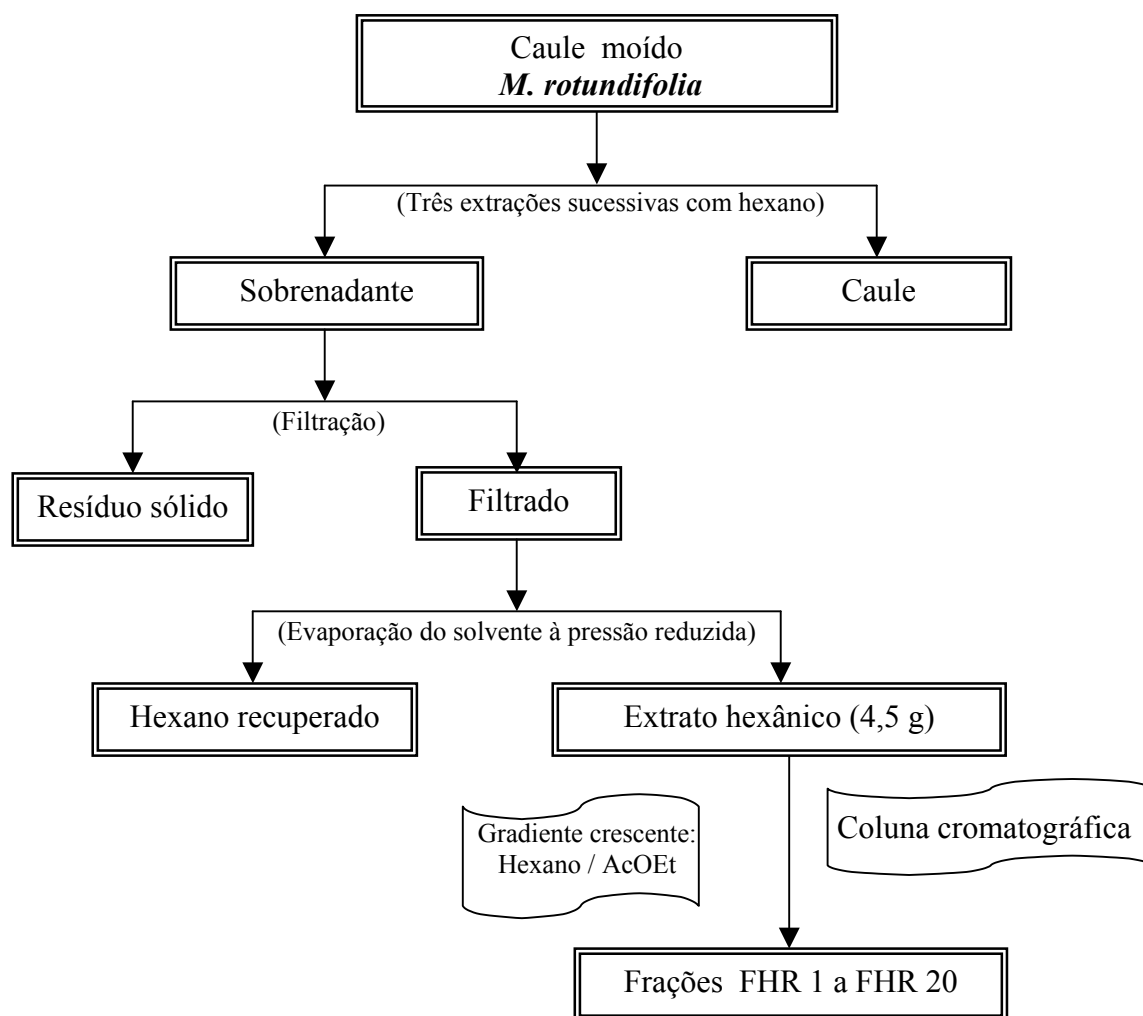 Caule moído
M. rotundifolia
(Três extrações sucessivas com hexano)
Sobrenadante
Caule
(Filtração)
Resíduo sólido
Filtrado
(Evaporação do solvente à pressão reduzida)
Hexano recuperado
Extrato hexânico (4,5 g)
Gradiente crescente:
Hexano / AcOEt
Coluna cromatográfica
Frações FHR 1 a FHR 20